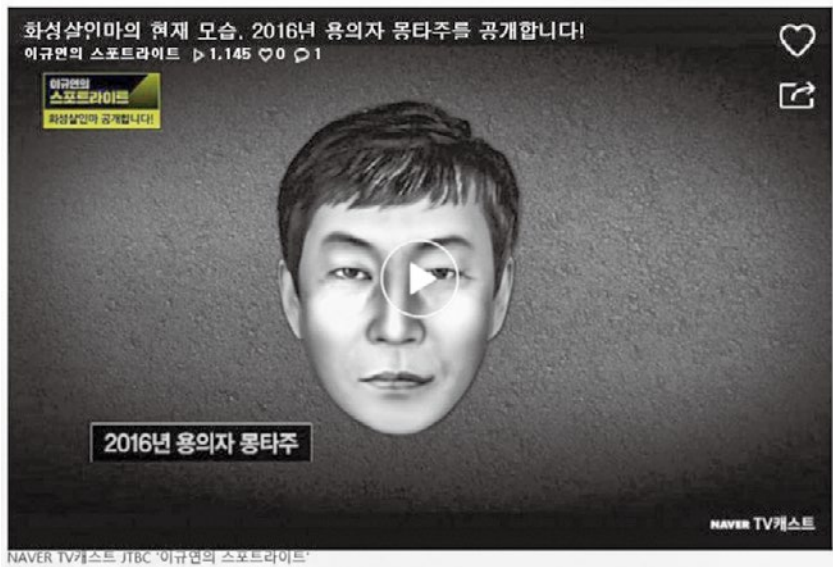 화성살인마의 현재 모습, 2016년 용의자 몽타주를 공개합니다!
이규연의 스포트라이트 ▷1,145 ♡0 1
이규연의
스포트라이트
화성살인마 공개합니다!
2016년 용의자 몽타주
NAVER TV캐스트
NAVER TV캐스트 JTBC '이규연의 스포트라이트'